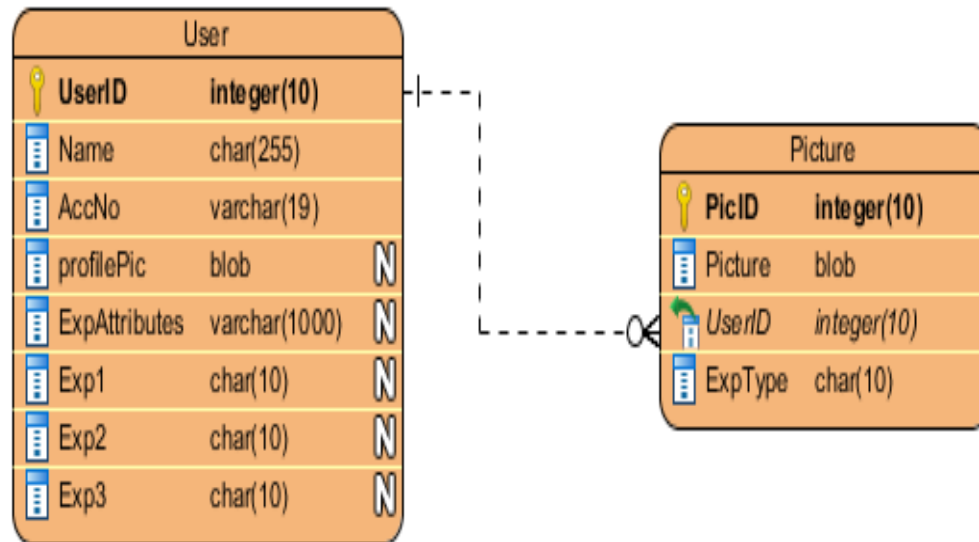 User
UserID integer(10)
Name char(255)
AccNo varchar(19)
profilePic blob N
ExpAttributes varchar(1000) N
Exp1 char(10) N
Exp2 char(10) N
Exp3 char(10) N
Picture
PicID integer(10)
Picture blob
UserID integer(10)
ExpType char(10)